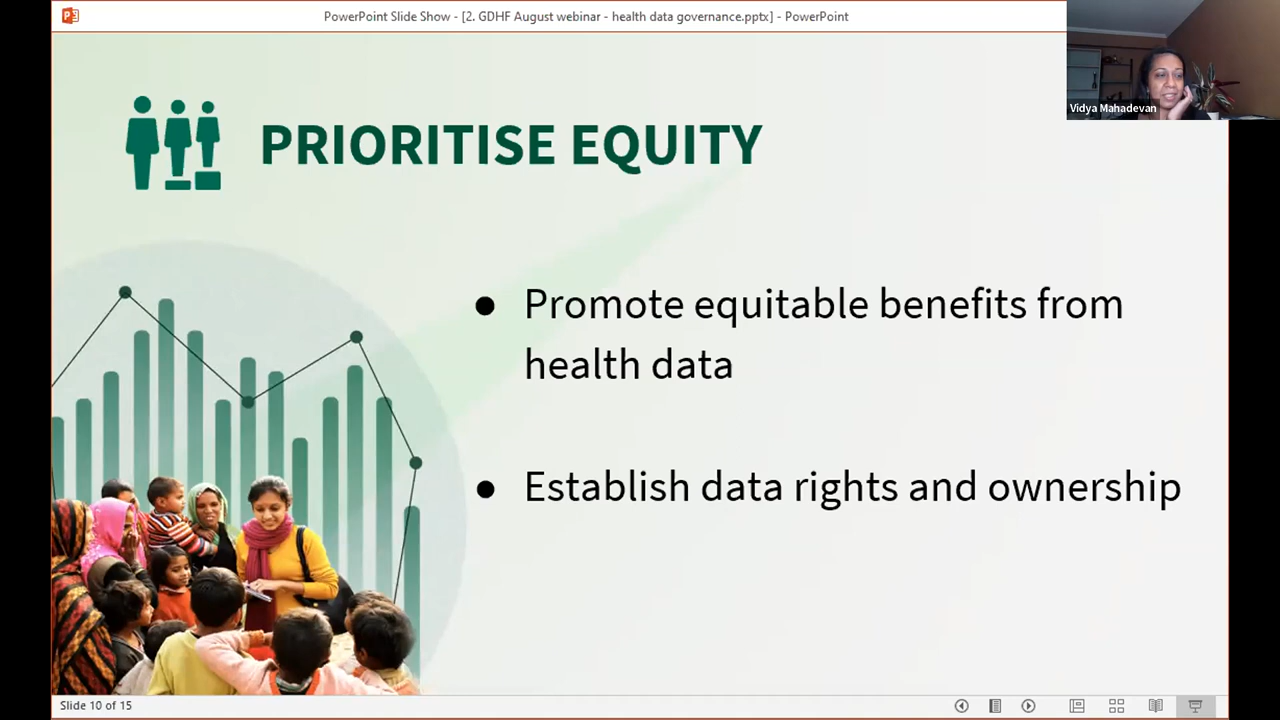 PowerPoint Slide Show - [2. GDHF August webinar - health data governance.pptx] - PowerPoint
Vidya Mahadevan
PRIORITISE EQUITY
● Promote equitable benefits from
health data
● Establish data rights and ownership
Slide 10 of 15